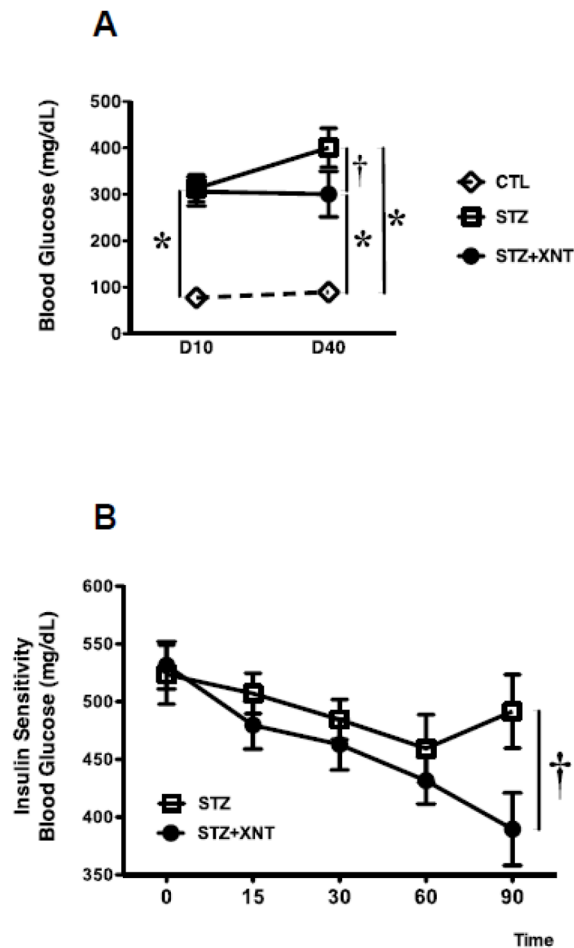 A
Blood Glucose (mg/dL)
500
400
300
200
100
0
D10
D40
*
†
*
*
CTL
STZ
STZ+XNT
B
Insulin Sensitivity
Blood Glucose (mg/dL)
600
550
500
450
400
350
0
15
30
60
90
Time
STZ
STZ+XNT
†